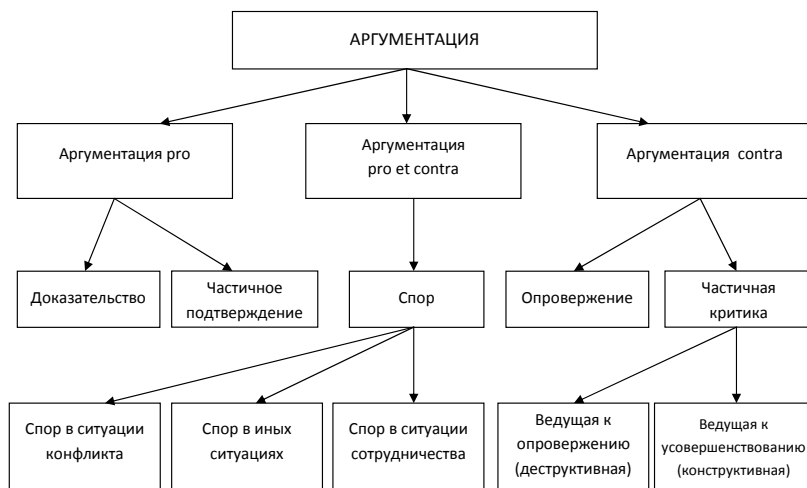 АРГУМЕНТАЦИЯ
Аргументация pro
Аргументация
pro et contra
Аргументация contra
Доказательство
Частичное
подтверждение
Спор
Опровержение
Частичная
критика
Спор в ситуации
конфликта
Спор в иных
ситуациях
Спор в ситуации
сотрудничества
Ведущая к
опровержению
(деструктивная)
Ведущая к
усовершенствованию
(конструктивная)